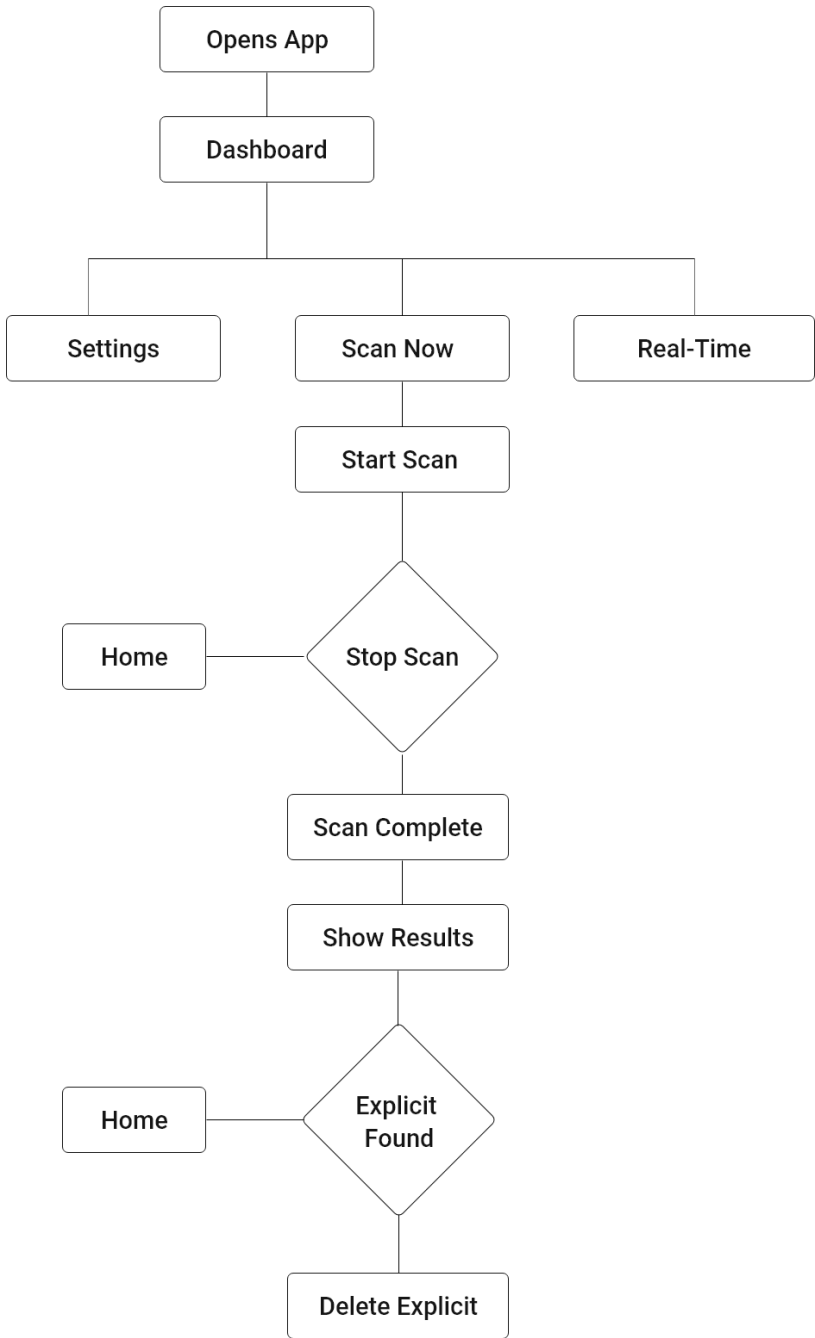 Opens App
Dashboard
Settings
Scan Now
Real-Time
Start Scan
Home
Stop Scan
Scan Complete
Show Results
Home
Explicit
Found
Delete Explicit